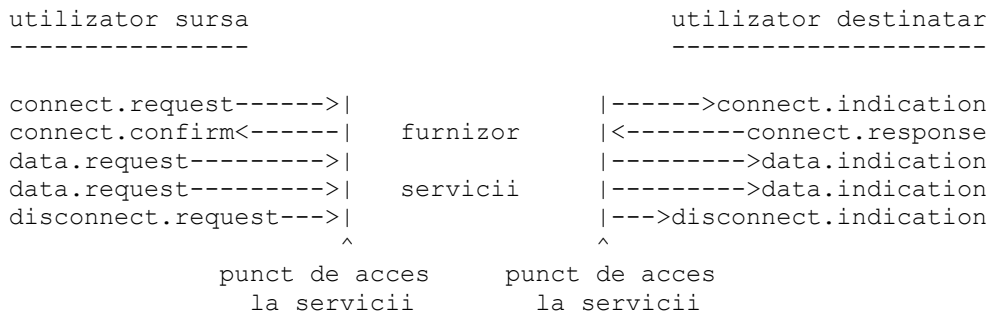 utilizator sursa                              utilizator destinatar
----------------                              ---------------------
connect.request------>|                |------>connect.indication
connect.confirm<------|   furnizor     |<--------connect.response
data.request--------->|                |--------->data.indication
data.request--------->|   servicii     |--------->data.indication
disconnect.request--->|                |--->disconnect.indication
^                ^
punct de acces     punct de acces
la servicii        la servicii